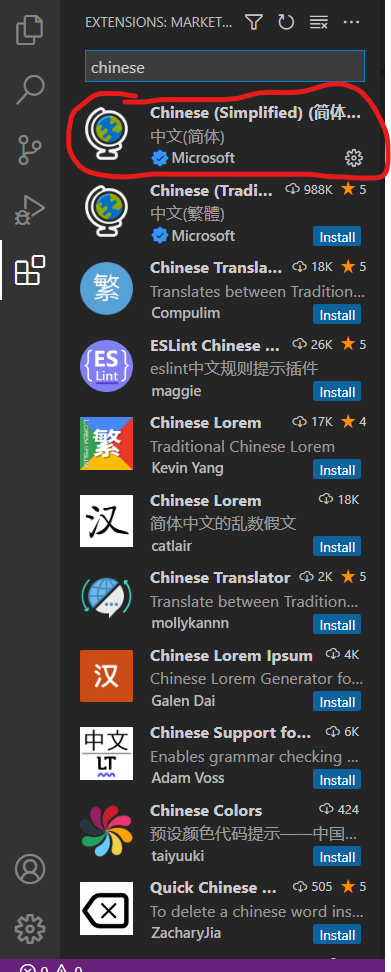 EXTENSIONS: MARKET...
chinese
Chinese (Simplified) (简体...
中文(简体)
Microsoft
Chinese (Tradi... 988K 5
中文(繁體)
Microsoft Install
Chinese Transla... 18K 5
繁
Translates between Tradition...
Compulim Install
ESLint Chinese ... 26K 5
ES
Lint
eslint中文规则提示插件
maggie Install
Chinese Lorem 17K 4
LOREM IPSUM
繁
Traditional Chinese Lorem
Kevin Yang Install
Chinese Lorem 18K
汉
简体中文的乱数假文
catlair Install
Chinese Translator 2K 5
Translate between Tradition...
mollykannn Install
Chinese Lorem Ipsum 4K
汉
Chinese Lorem Generator fo...
Galen Dai Install
Chinese Support fo... 6K
中文
LT
Enables grammar checking ...
Adam Voss Install
Chinese Colors 424
预设颜色代码提示——中国...
taiyuuki Install
Quick Chinese ... 505 5
To delete a chinese word ins...
ZacharyJia Install
0 0